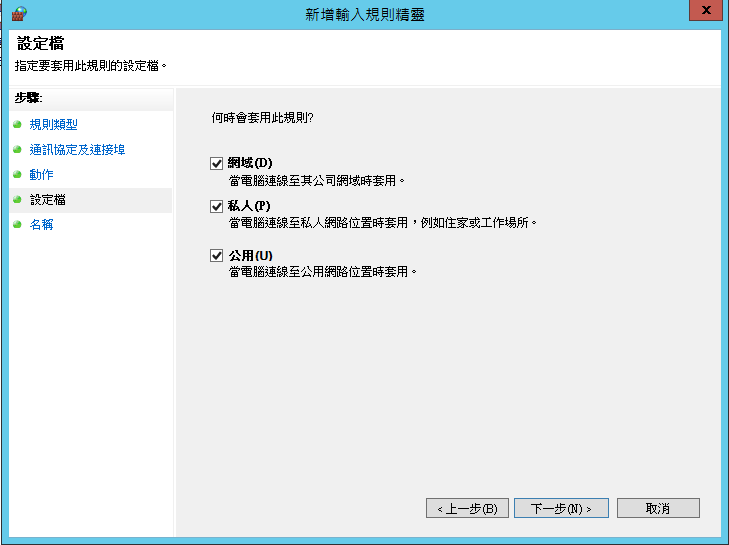 新增輸入規則精靈
x
設定檔
指定要套用此規則的設定檔。
步驟:
規則類型
通訊協定及連接埠
動作
設定檔
名稱
何時會套用此規則?
網域(D)
當電腦連線至其公司網域時套用。
私人(P)
當電腦連線至私人網路位置時套用，例如住家或工作場所。
公用(U)
當電腦連線至公用網路位置時套用。
< 上一步(B) 下一步(N) > 取消